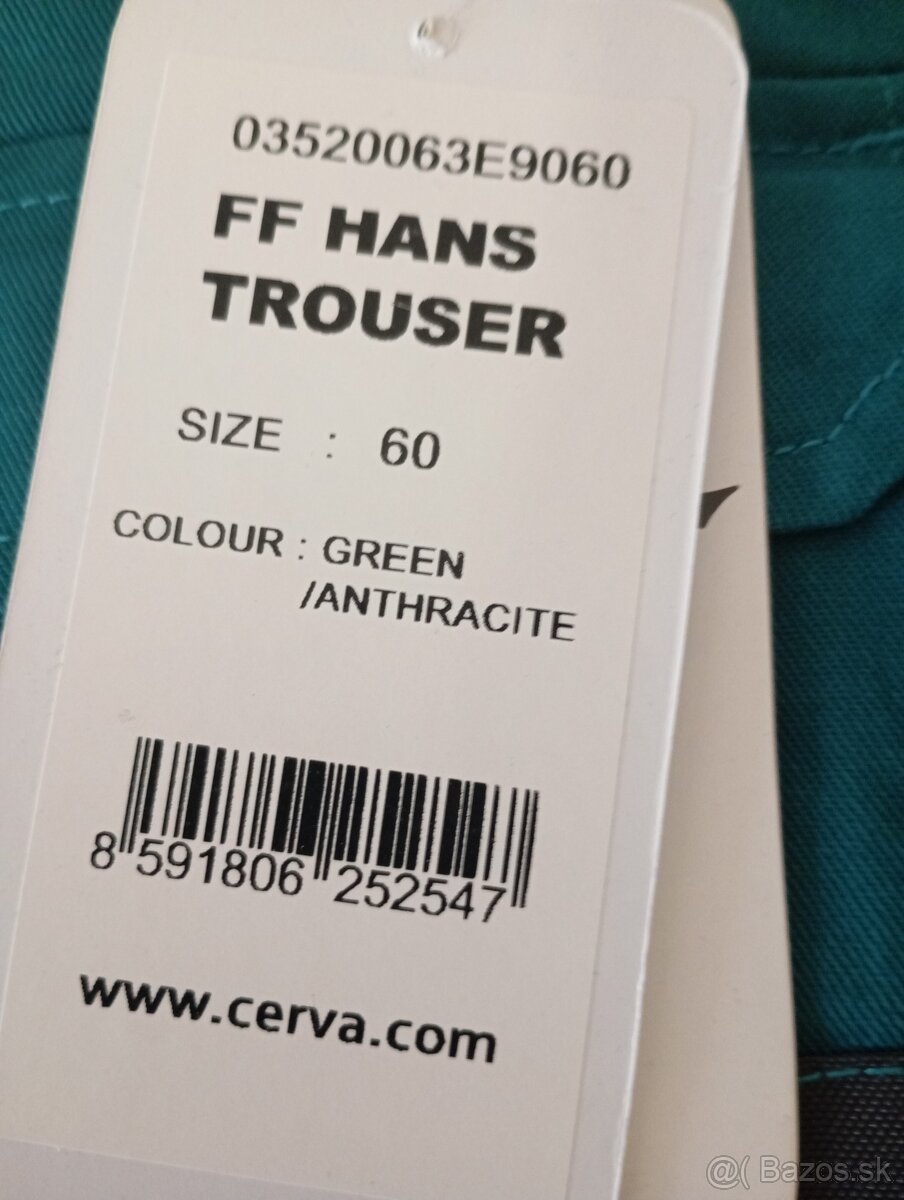 03520063E9060
FF HANS
TROUSER
SIZE : 60
COLOUR : GREEN
/ANTHRACITE
8 591806 252547
www.cerva.com
@( Bazos.sk